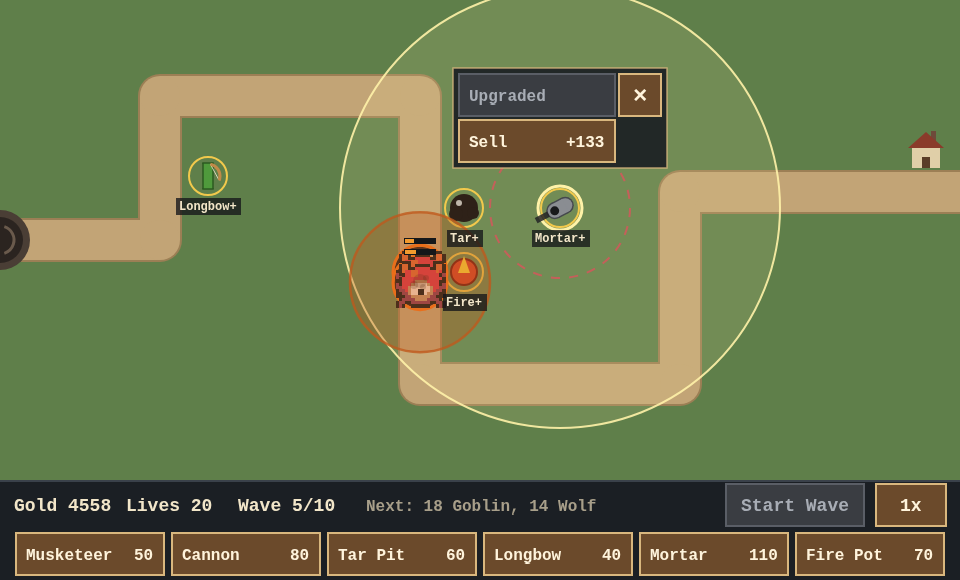 Upgraded ×
Sell +133
Longbow+
Tar+
Mortar+
Fire+
Gold 4558 Lives 20 Wave 5/10 Next: 18 Goblin, 14 Wolf Start Wave 1x
Musketeer 50 Cannon 80 Tar Pit 60 Longbow 40 Mortar 110 Fire Pot 70